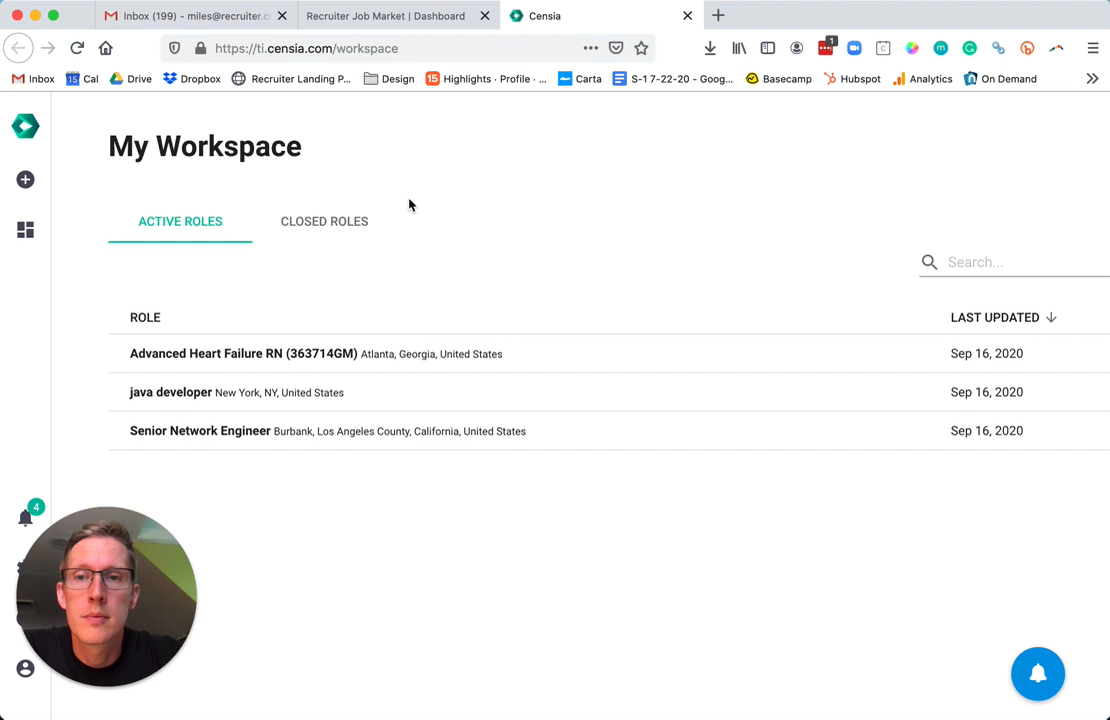 Inbox (199) - miles@recruiter.c
Recruiter Job Market | Dashboard
Censia
https://ti.censia.com/workspace
1
Inbox
15 Cal
Drive
Dropbox
Recruiter Landing P...
Design
15 Highlights · Profile · ...
Carta
S-1 7-22-20 - Goog...
Basecamp
Hubspot
Analytics
On Demand
My Workspace
ACTIVE ROLES
CLOSED ROLES
Search...
ROLE
LAST UPDATED
Advanced Heart Failure RN (363714GM) Atlanta, Georgia, United States
Sep 16, 2020
java developer New York, NY, United States
Sep 16, 2020
Senior Network Engineer Burbank, Los Angeles County, California, United States
Sep 16, 2020
4